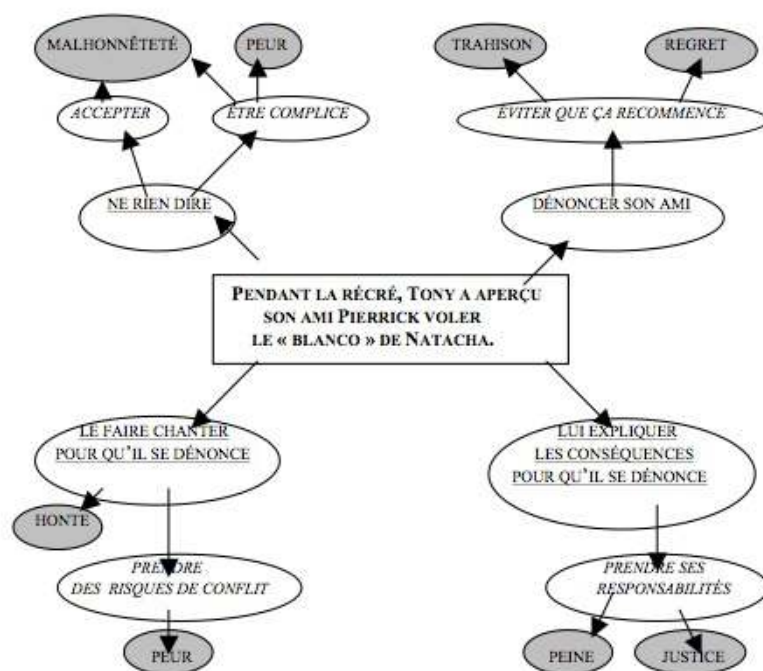 MALHONNÊTETÉ
PEUR
TRAHISON
REGRET
ACCEPTER
ÊTRE COMPLICE
ÉVITER QUE ÇA RECOMMENCE
NE RIEN DIRE
DÉNONCER SON AMI
PENDANT LA RÉCRÉ, TONY A APERÇU
SON AMI PIERRICK VOLER
LE « BLANCO » DE NATACHA.
LE FAIRE CHANTER
POUR QU'IL SE DÉNONCE
LUI EXPLIQUER
LES CONSÉQUENCES
POUR QU'IL SE DÉNONCE
HONTE
PRENDRE
DES RISQUES DE CONFLIT
PRENDRE SES
RESPONSABILITÉS
PEUR
PEINE
JUSTICE